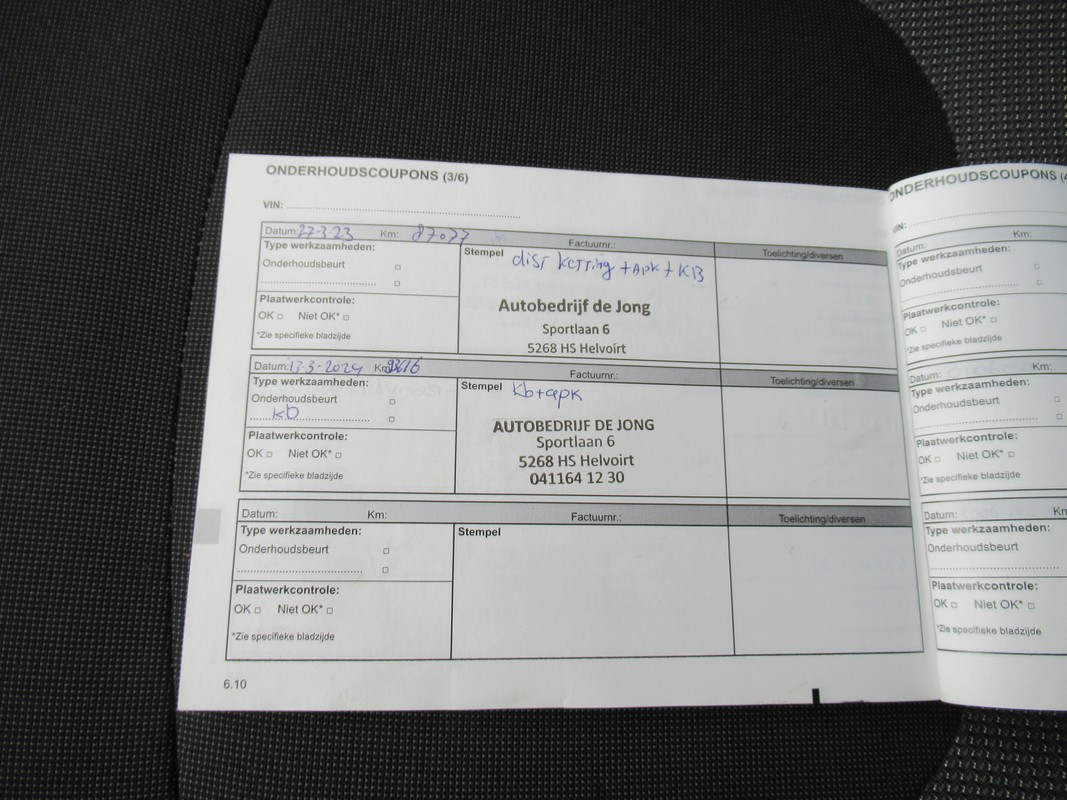 ONDERHOUDSCOUPONS (3/6)
VIN:
Datum: 27-3-23 Km: 87077 Factuurnr.: Toelichting/diversen
Type werkzaamheden:
Onderhoudsbeurt
Plaatwerkcontrole:
OK Niet OK*
*Zie specifieke bladzijde
Stempel distr ketting + APK + KB
Autobedrijf de Jong
Sportlaan 6
5268 HS Helvoirt
Datum: 13-3-2024 Km: Factuurnr.: Toelichting/diversen
Type werkzaamheden:
Onderhoudsbeurt
kb
Plaatwerkcontrole:
OK Niet OK*
*Zie specifieke bladzijde
Stempel kb+apk
AUTOBEDRIJF DE JONG
Sportlaan 6
5268 HS Helvoirt
041164 12 30
Datum: Km: Factuurnr.: Toelichting/diversen
Type werkzaamheden:
Onderhoudsbeurt
Plaatwerkcontrole:
OK Niet OK*
*Zie specifieke bladzijde
Stempel
6.10
ONDERHOUDSCOUPONS (4
VIN:
Datum: Km:
Type werkzaamheden:
Onderhoudsbeurt
Plaatwerkcontrole:
OK Niet OK*
*Zie specifieke bladzijde
Datum: Km:
Type werkzaamheden:
Onderhoudsbeurt
Plaatwerkcontrole:
OK Niet OK*
*Zie specifieke bladzijde
Datum: Km
Type werkzaamheden:
Onderhoudsbeurt
Plaatwerkcontrole:
OK Niet OK*
*Zie specifieke bladzijde